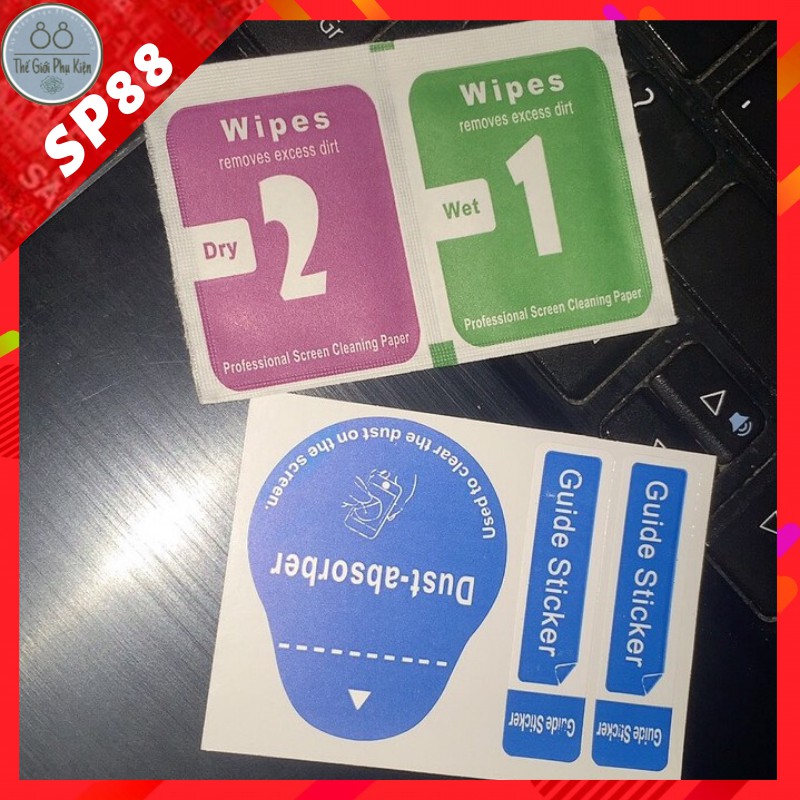 88
Thế Giới Phụ Kiện
SP88
Gr
?
Wipes
removes excess dirt
Dry
2
Professional Screen Cleaning Paper
Wipes
removes excess dirt
Wet
1
Professional Screen Cleaning Paper
Used to clear the dust on the screen.
Dust-absorber
Guide Sticker
Guide Sticker
Guide Sticker
Guide Sticker